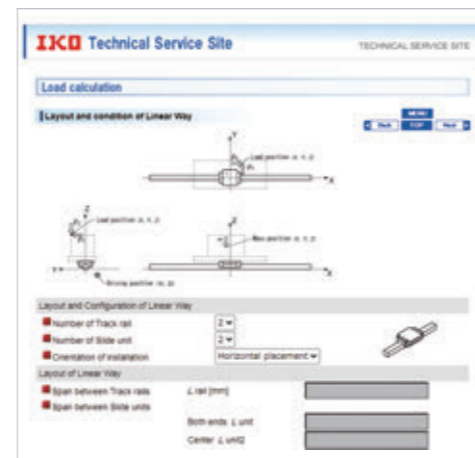 IKO Technical Service Site
TECHNICAL SERVICE SITE
Load calculation
Layout and condition of Linear Way
MENU
Back TOP Next
Y
Load position (X, Y, Z)
X
Z
Z
Load position (X, Y, Z)
Mass position (X, Y, Z)
Y
X
Driving position (Y, Z)
Layout and Configuration of Linear Way
Number of Track rail 2
Number of Slide unit 2
Orientation of installation Horizontal placement
Layout of Linear Way
Span between Track rails L rail [mm]
Span between Slide units
Both ends L unit
Center L unit2